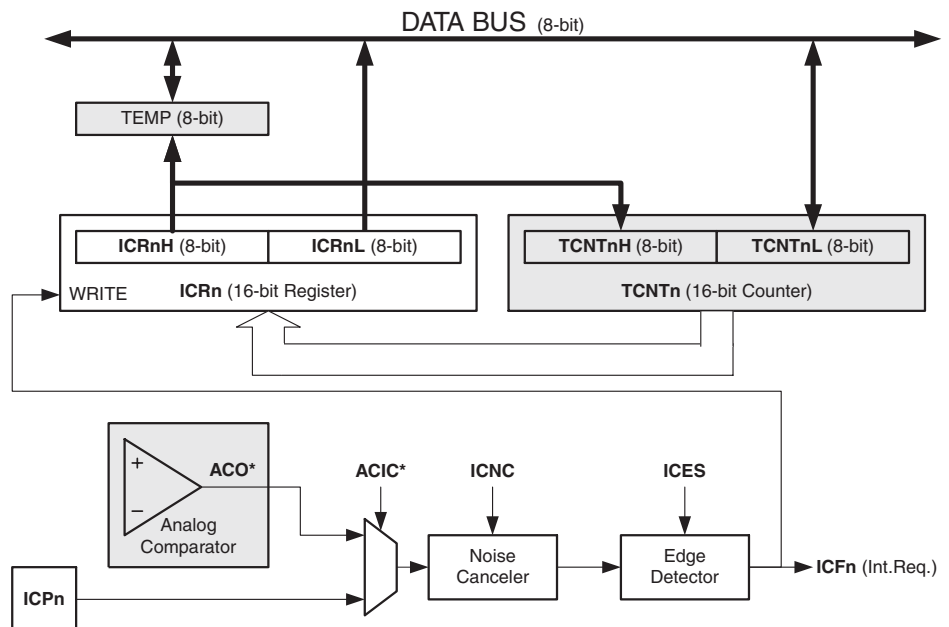 DATA BUS (8-bit)
TEMP (8-bit)
ICRnH (8-bit) ICRnL (8-bit)
TCNTnH (8-bit) TCNTnL (8-bit)
WRITE ICRn (16-bit Register)
TCNTn (16-bit Counter)
+
ACO*
−
Analog
Comparator
ACIC*
ICNC
ICES
Noise
Canceler
Edge
Detector
ICFn (Int.Req.)
ICPn